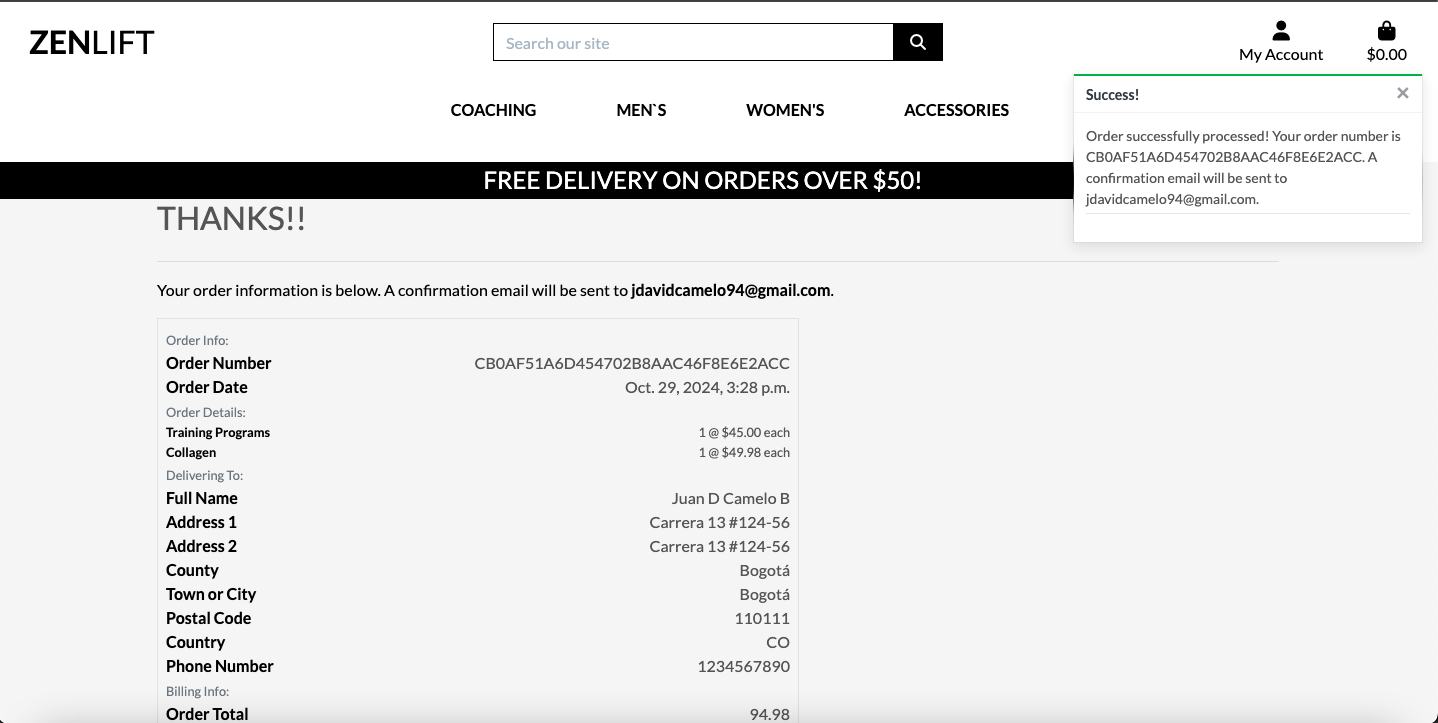 ZENLIFT
Search our site
My Account
$0.00
COACHING MEN`S WOMEN'S ACCESSORIES
Success!
×
Order successfully processed! Your order number is
CB0AF51A6D454702B8AAC46F8E6E2ACC. A
confirmation email will be sent to
jdavidcamelo94@gmail.com.
FREE DELIVERY ON ORDERS OVER $50!
THANKS!!
Your order information is below. A confirmation email will be sent to jdavidcamelo94@gmail.com.
Order Info:
Order Number CB0AF51A6D454702B8AAC46F8E6E2ACC
Order Date Oct. 29, 2024, 3:28 p.m.
Order Details:
Training Programs 1 @ $45.00 each
Collagen 1 @ $49.98 each
Delivering To:
Full Name Juan D Camelo B
Address 1 Carrera 13 #124-56
Address 2 Carrera 13 #124-56
County Bogotá
Town or City Bogotá
Postal Code 110111
Country CO
Phone Number 1234567890
Billing Info:
Order Total 94.98